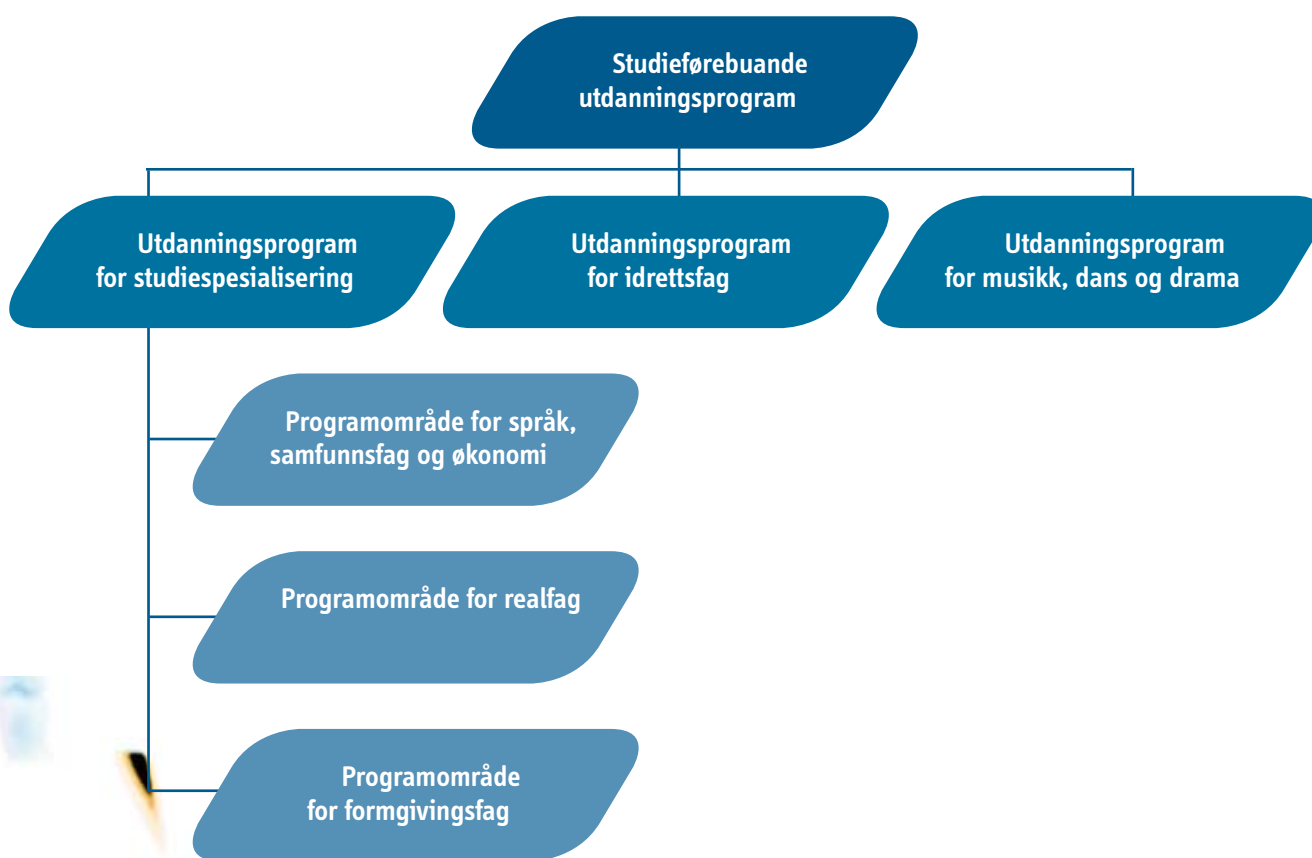 Studieførebuande
utdanningsprogram
Utdanningsprogram
for studiespesialisering
Utdanningsprogram
for idrettsfag
Utdanningsprogram
for musikk, dans og drama
Programområde for språk,
samfunnsfag og økonomi
Programområde for realfag
Programområde
for formgivingsfag